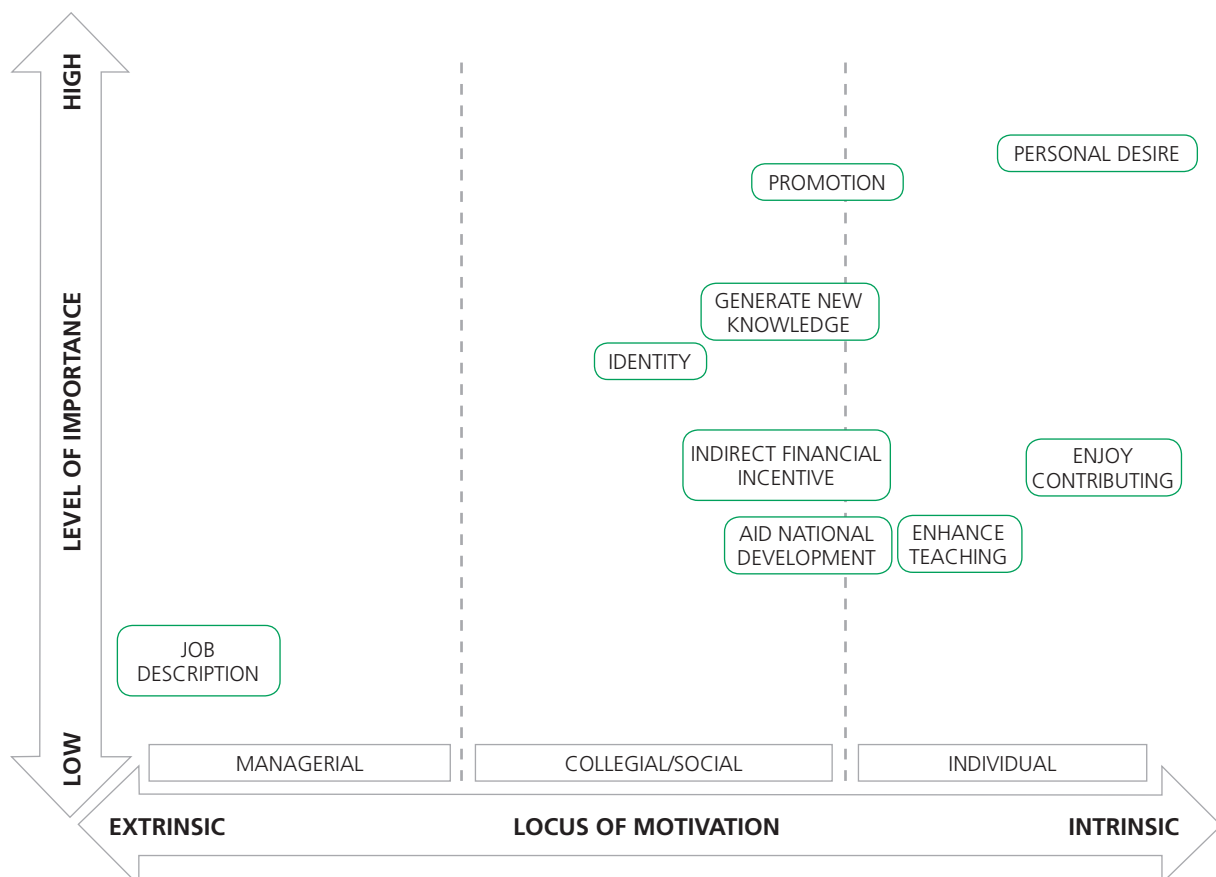 HIGH
PERSONAL DESIRE
PROMOTION
GENERATE NEW
KNOWLEDGE
IDENTITY
LEVEL OF IMPORTANCE
INDIRECT FINANCIAL
INCENTIVE
ENJOY
CONTRIBUTING
AID NATIONAL
DEVELOPMENT
ENHANCE
TEACHING
JOB
DESCRIPTION
LOW
MANAGERIAL
COLLEGIAL/SOCIAL
INDIVIDUAL
EXTRINSIC
LOCUS OF MOTIVATION
INTRINSIC